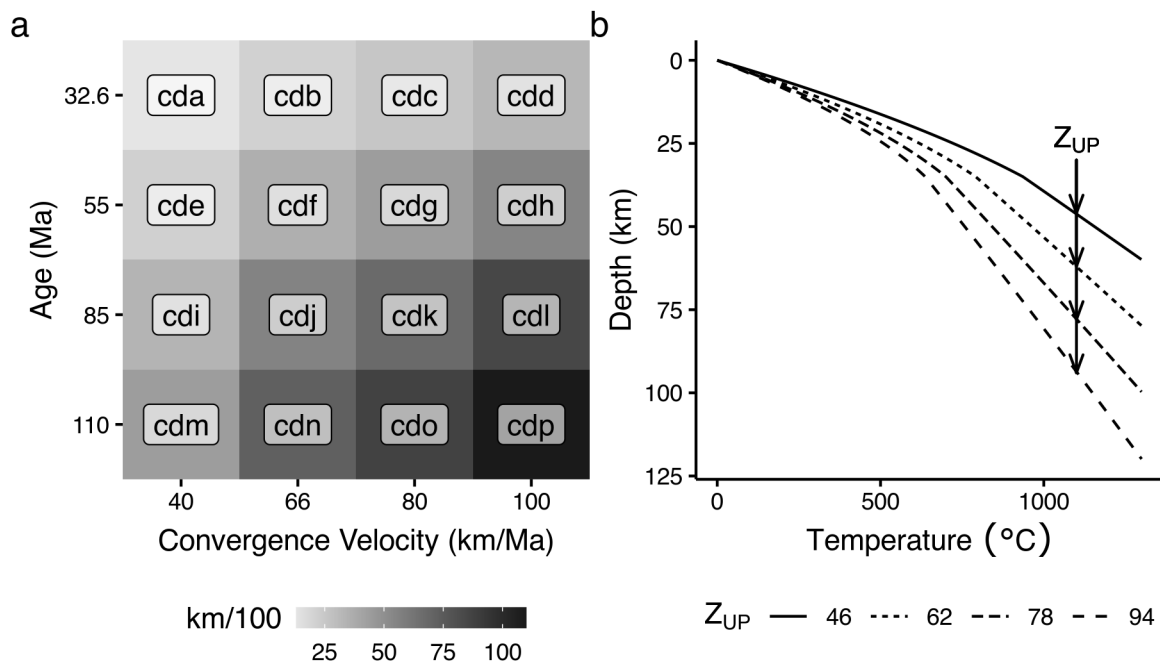 a
32.6
cda
cdb
cdc
cdd
55
cde
cdf
cdg
cdh
85
cdi
cdj
cdk
cdl
110
cdm
cdn
cdo
cdp
Age (Ma)
40 66 80 100
Convergence Velocity (km/Ma)
km/100
25 50 75 100
b
0
25
50
75
100
125
Depth (km)
Z_UP
0 500 1000
Temperature (°C)
Z_UP 46 62 78 94